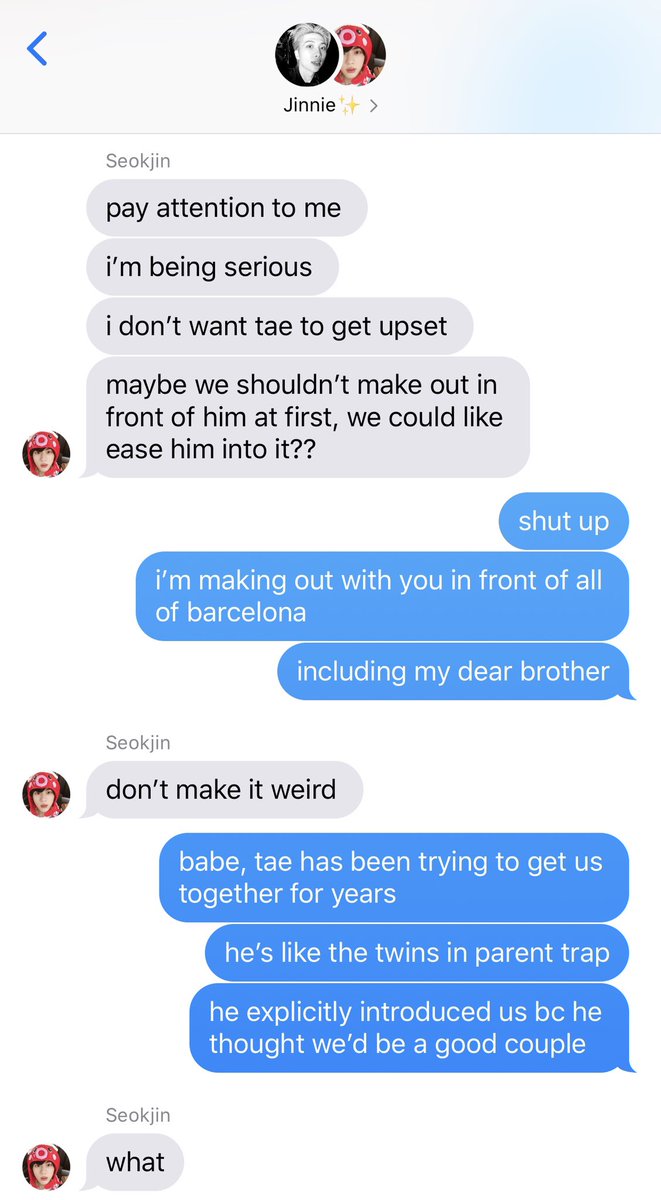 Jinnie✨ >
Seokjin
pay attention to me
i’m being serious
i don’t want tae to get upset
maybe we shouldn’t make out in
front of him at first, we could like
ease him into it??
shut up
i’m making out with you in front of all
of barcelona
including my dear brother
Seokjin
don’t make it weird
babe, tae has been trying to get us
together for years
he’s like the twins in parent trap
he explicitly introduced us bc he
thought we’d be a good couple
Seokjin
what